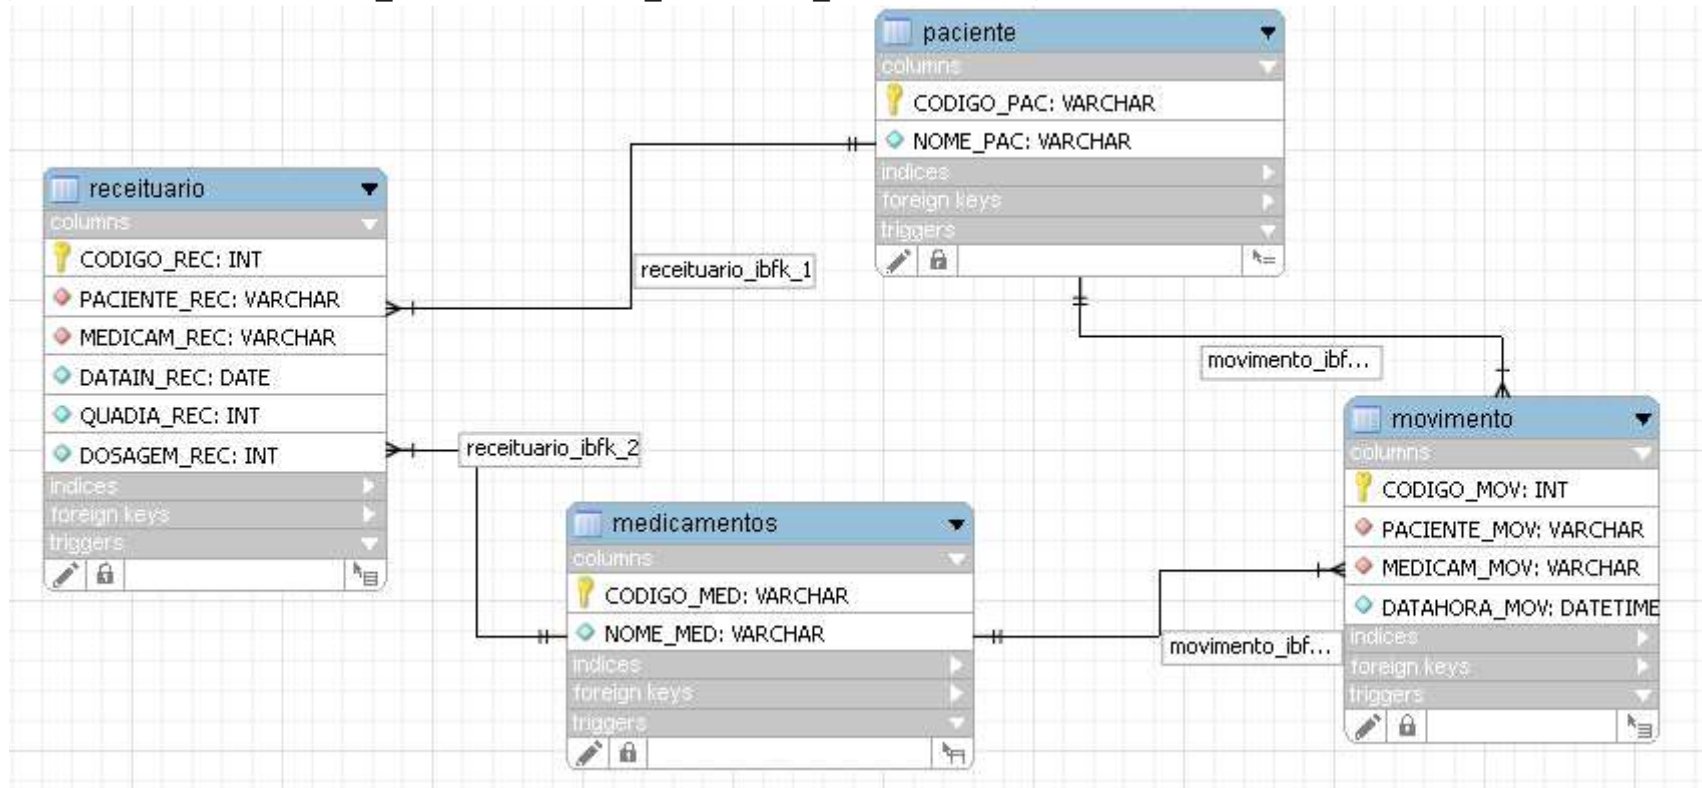 paciente
columns
CODIGO_PAC: VARCHAR
NOME_PAC: VARCHAR
indices
foreign keys
triggers
receituario
columns
CODIGO_REC: INT
PACIENTE_REC: VARCHAR
MEDICAM_REC: VARCHAR
DATAIN_REC: DATE
QUADIA_REC: INT
DOSAGEM_REC: INT
indices
foreign keys
triggers
receituario_ibfk_1
receituario_ibfk_2
movimento_ibf...
medicamentos
columns
CODIGO_MED: VARCHAR
NOME_MED: VARCHAR
indices
foreign keys
triggers
movimento_ibf...
movimento
columns
CODIGO_MOV: INT
PACIENTE_MOV: VARCHAR
MEDICAM_MOV: VARCHAR
DATAHORA_MOV: DATETIME
indices
foreign keys
triggers